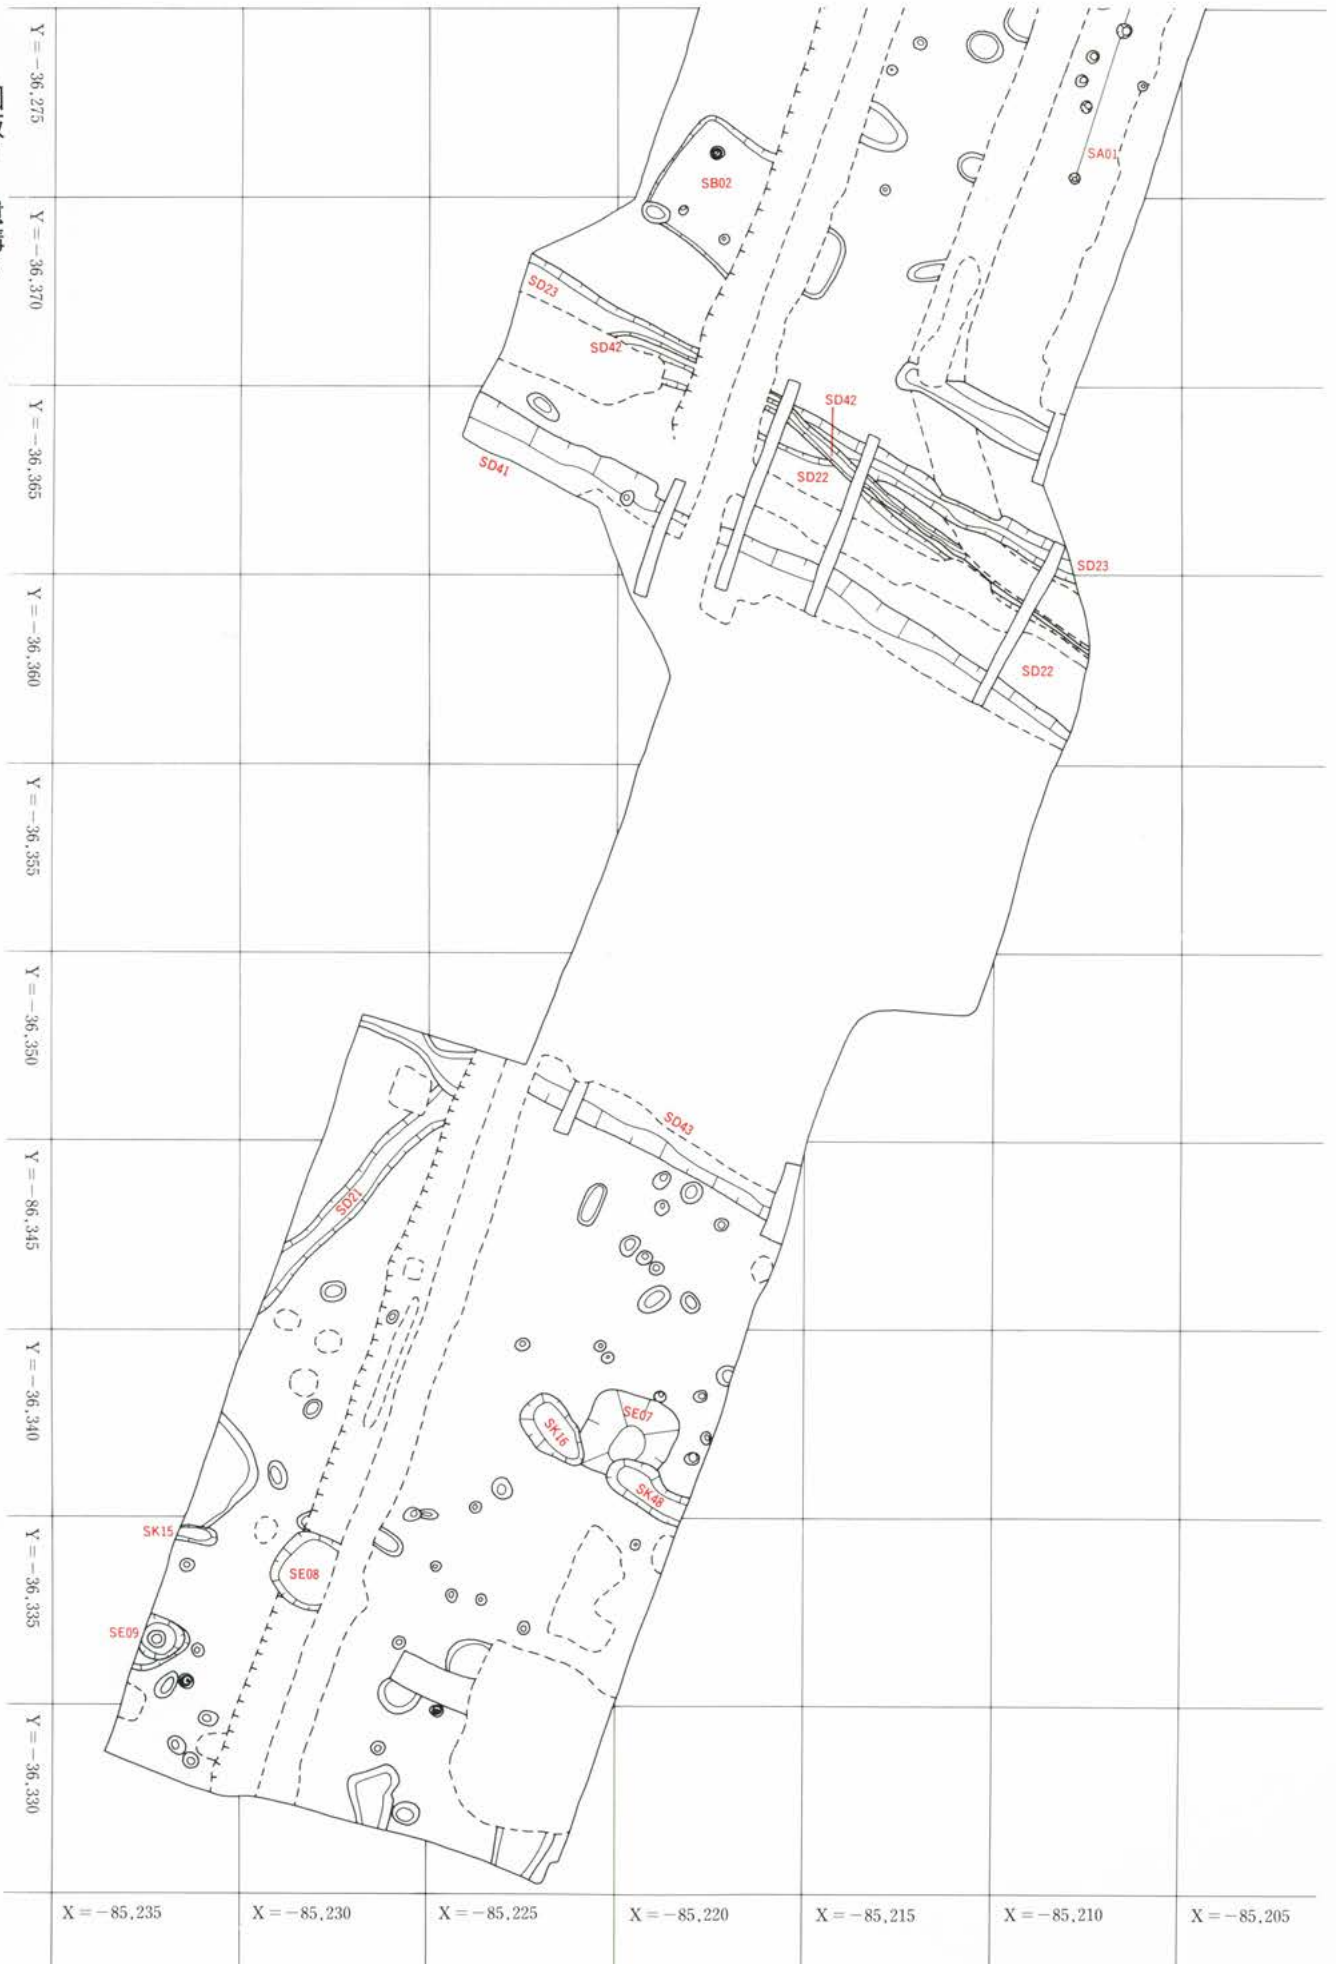 Y=-36,275
Y=-36,370
Y=-36,365
Y=-36,360
Y=-36,355
Y=-36,350
Y=-86,345
Y=-36,340
Y=-36,335
Y=-36,330
SA01
SB02
SD23
SD42
SD41
SD42
SD22
SD23
SD22
SD43
SD21
SE07
SK16
SK48
SK15
SE08
SE09
X=-85,235
X=-85,230
X=-85,225
X=-85,220
X=-85,215
X=-85,210
X=-85,205